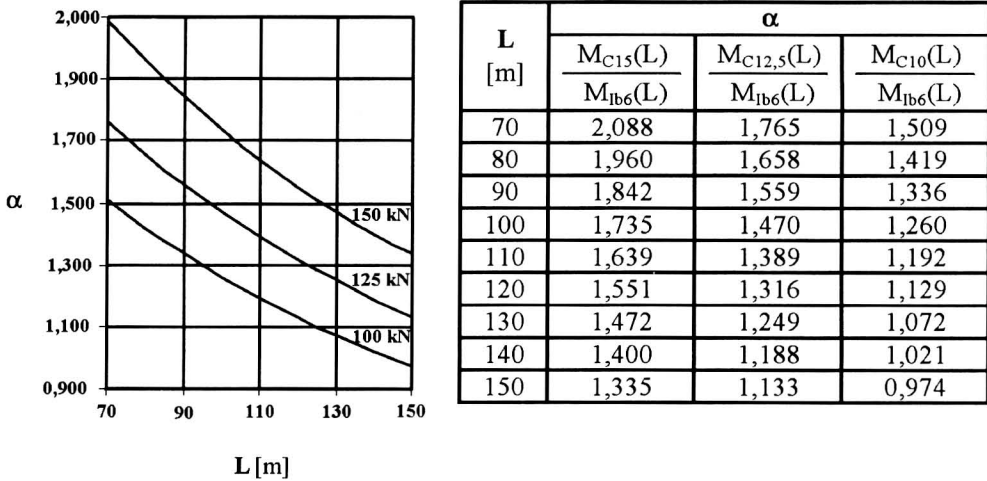 2,000
1,900
1,700
α
1,500
1,300
1,100
0,900
150 kN
125 kN
100 kN
70 90 110 130 150
L [m]
L [m] α
M_C15(L) / M_Ib6(L) M_C12,5(L) / M_Ib6(L) M_C10(L) / M_Ib6(L)
70 2,088 1,765 1,509
80 1,960 1,658 1,419
90 1,842 1,559 1,336
100 1,735 1,470 1,260
110 1,639 1,389 1,192
120 1,551 1,316 1,129
130 1,472 1,249 1,072
140 1,400 1,188 1,021
150 1,335 1,133 0,974